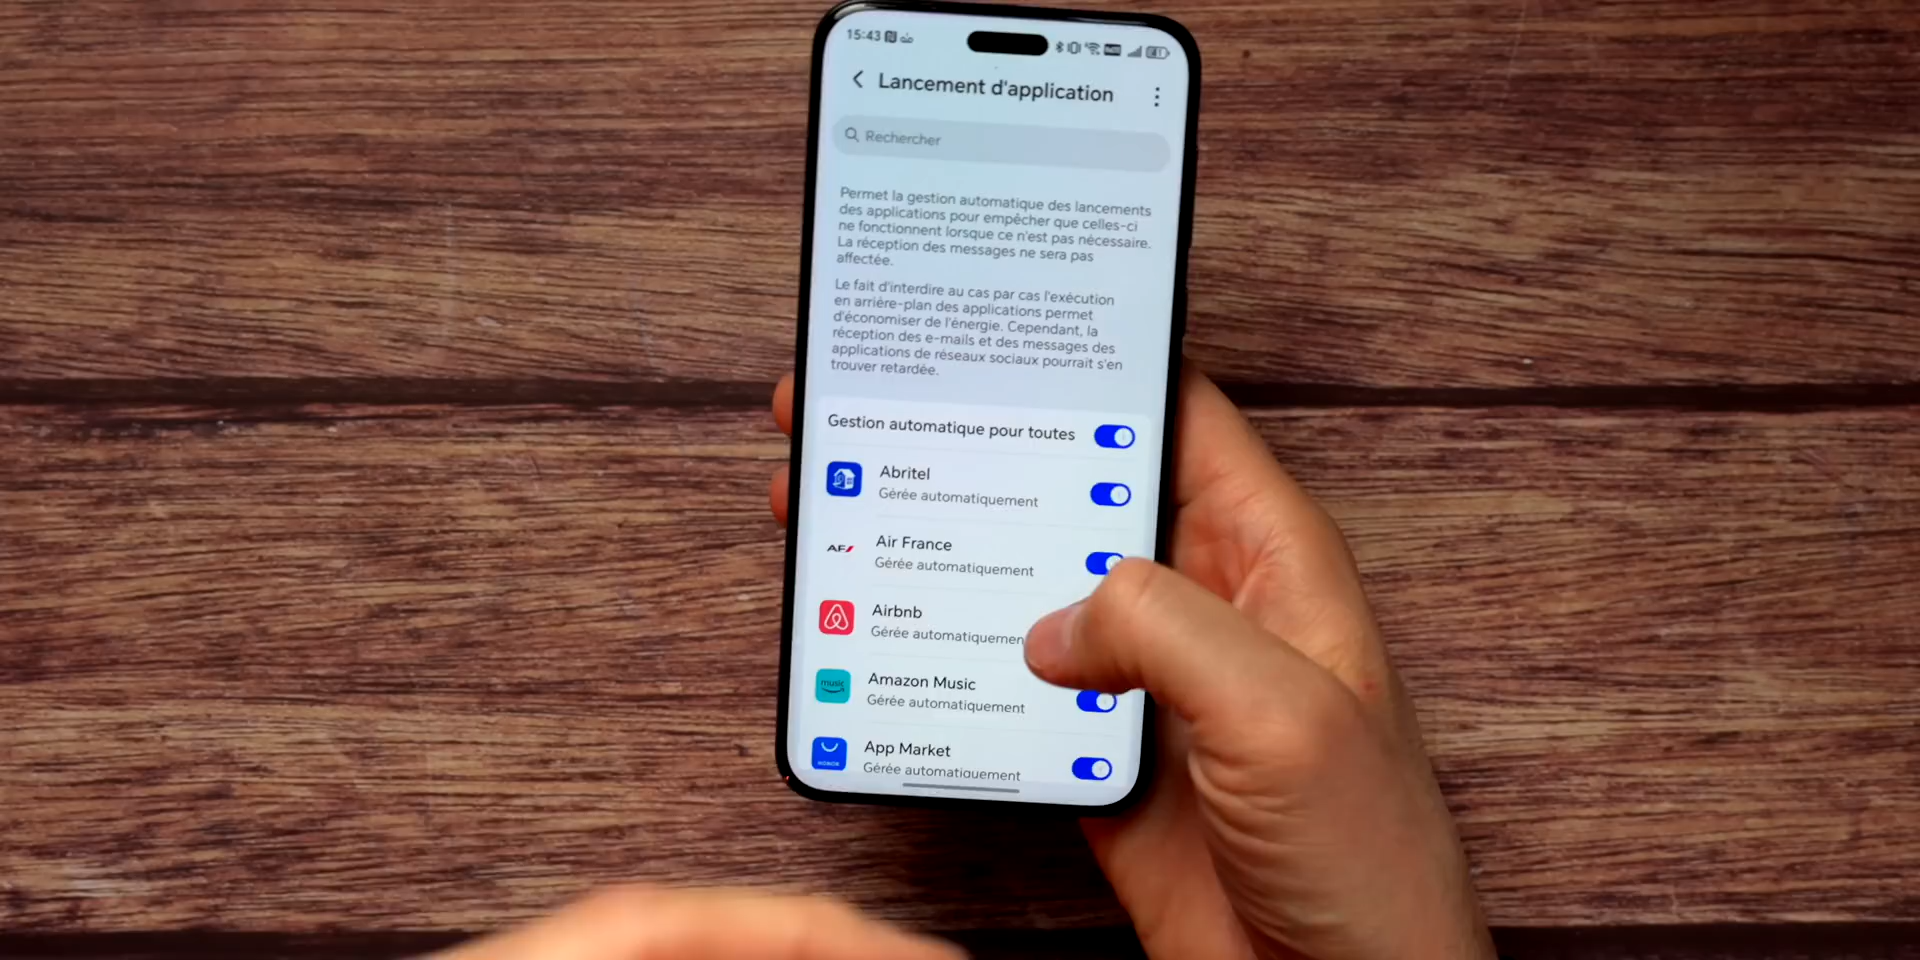 15:43
Lancement d'application
Rechercher
Permet la gestion automatique des lancements
des applications pour empêcher que celles-ci
ne fonctionnent lorsque ce n'est pas nécessaire.
La réception des messages ne sera pas
affectée.
Le fait d'interdire au cas par cas l'exécution
en arrière-plan des applications permet
d'économiser de l'énergie. Cependant, la
réception des e-mails et des messages des
applications de réseaux sociaux pourrait s'en
trouver retardée.
Gestion automatique pour toutes
Abritel
Gérée automatiquement
AF
Air France
Gérée automatiquement
Airbnb
Gérée automatiquemen
music
Amazon Music
Gérée automatiquement
HONOR
App Market
Gérée automatiquement